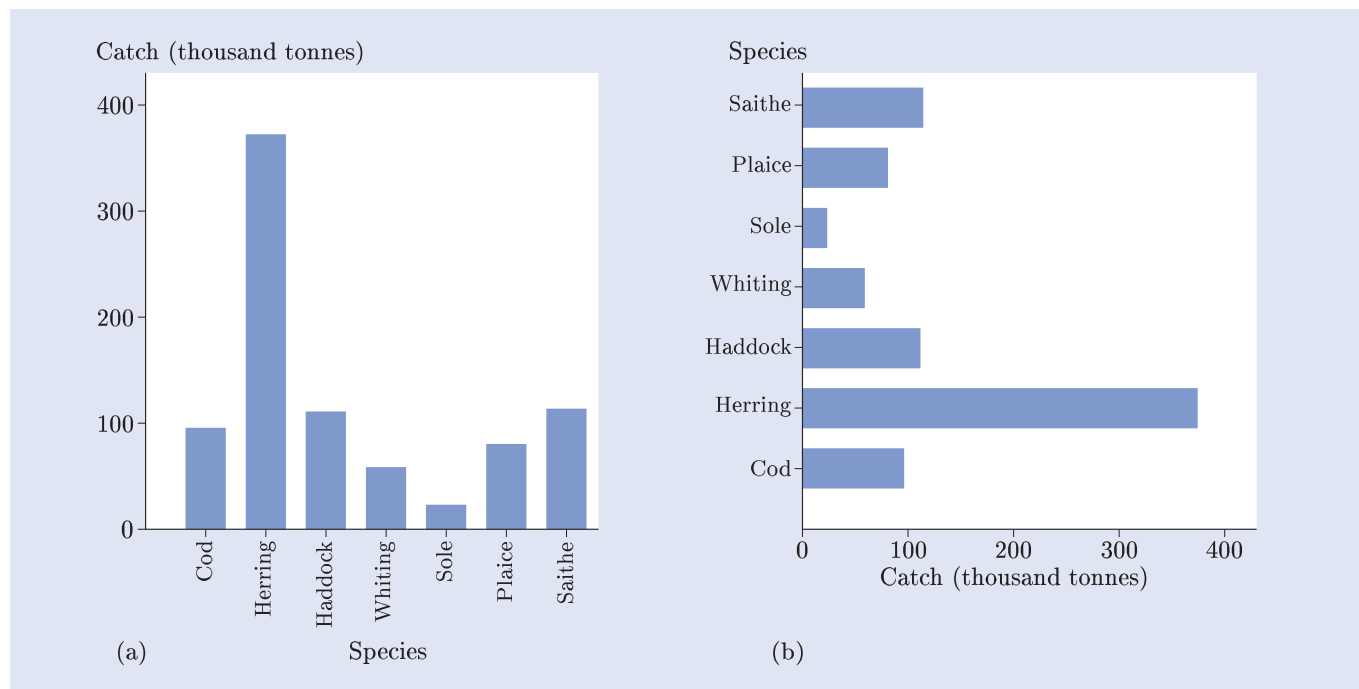 Catch (thousand tonnes)
400
300
200
100
0
Cod
Herring
Haddock
Whiting
Sole
Plaice
Saithe
(a)
Species
Species
Saithe
Plaice
Sole
Whiting
Haddock
Herring
Cod
0 100 200 300 400
Catch (thousand tonnes)
(b)